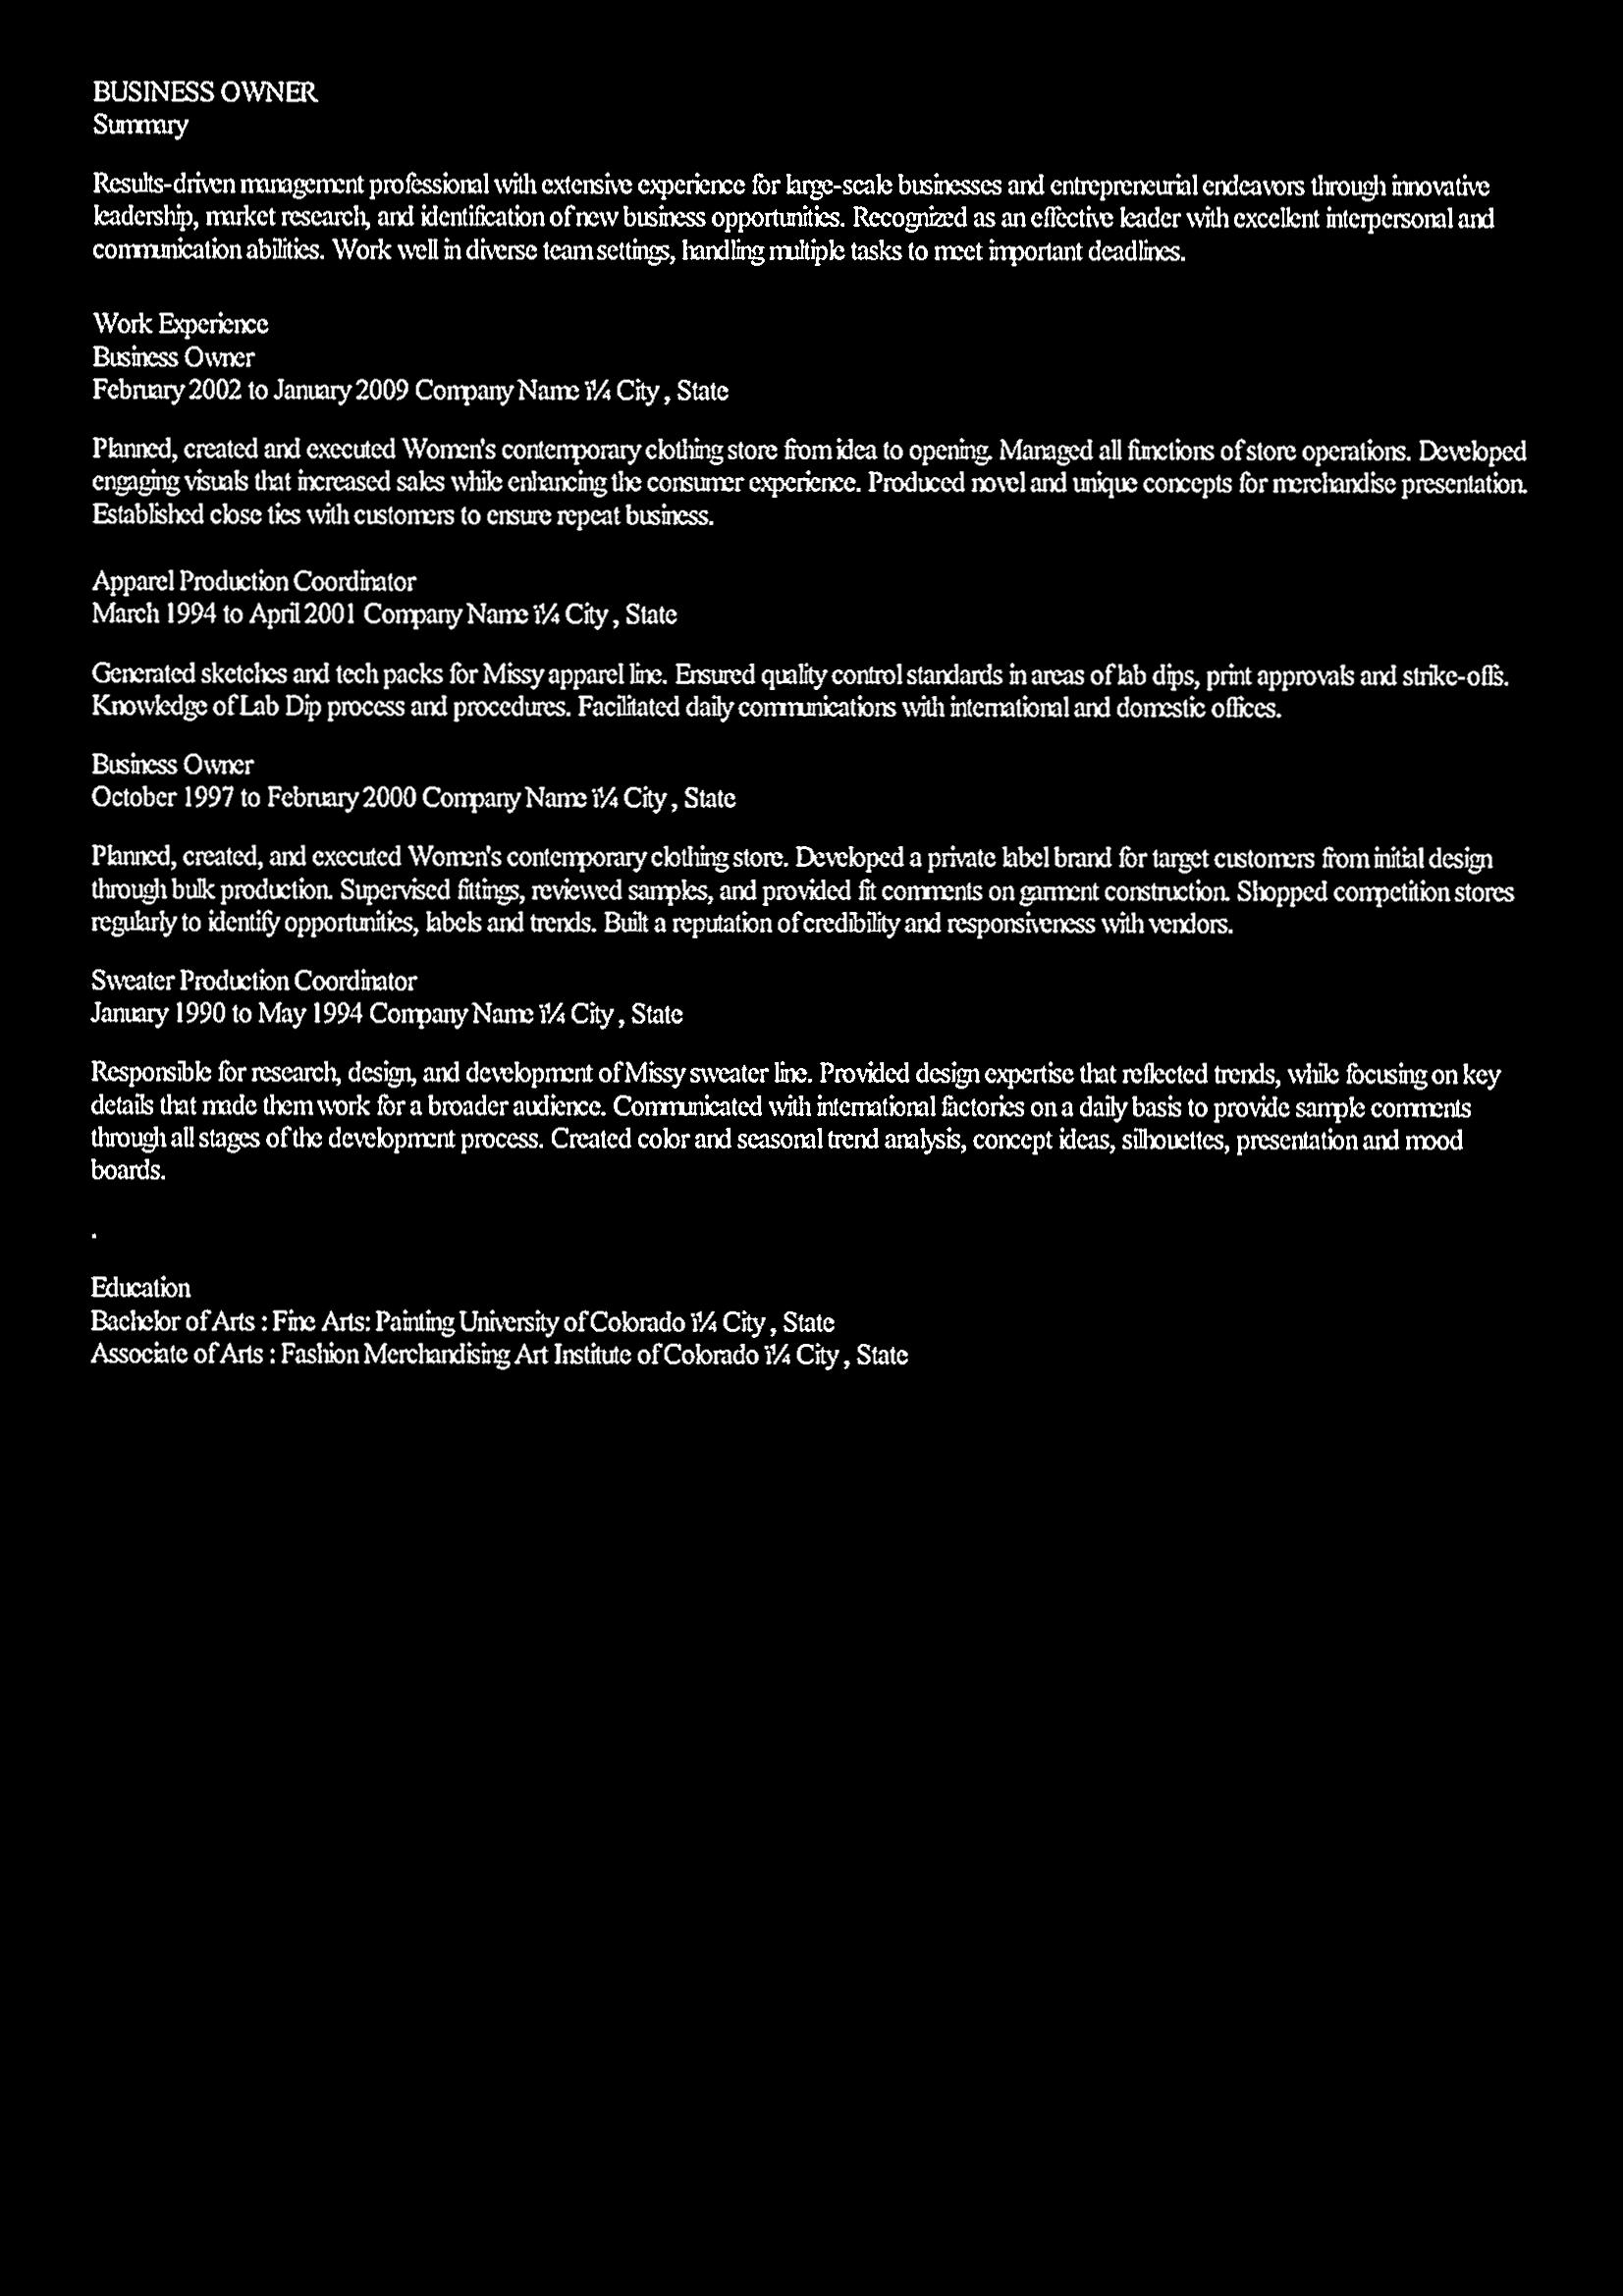 BUSINESS OWNER
Summary
Results-driven management professional with extensive experience for large-scale businesses and entrepreneurial endeavors through innovative
leadership, market research, and identification of new business opportunities. Recognized as an effective leader with excellent interpersonal and
communication abilities. Work well in diverse team settings, handling multiple tasks to meet important deadlines.
Work Experience
Business Owner
February 2002 to January 2009 Company Name ï¼ City , State
Planned, created and executed Women's contemporary clothing store from idea to opening. Managed all functions of store operations. Developed
engaging visuals that increased sales while enhancing the consumer experience. Produced novel and unique concepts for merchandise presentation.
Established close ties with customers to ensure repeat business.
Apparel Production Coordinator
March 1994 to April 2001 Company Name ï¼ City , State
Generated sketches and tech packs for Missy apparel line. Ensured quality control standards in areas of lab dips, print approvals and strike-offs.
Knowledge of Lab Dip process and procedures. Facilitated daily communications with international and domestic offices.
Business Owner
October 1997 to February 2000 Company Name ï¼ City , State
Planned, created, and executed Women's contemporary clothing store. Developed a private label brand for target customers from initial design
through bulk production. Supervised fittings, reviewed samples, and provided fit comments on garment construction. Shopped competition stores
regularly to identify opportunities, labels and trends. Built a reputation of credibility and responsiveness with vendors.
Sweater Production Coordinator
January 1990 to May 1994 Company Name ï¼ City , State
Responsible for research, design, and development of Missy sweater line. Provided design expertise that reflected trends, while focusing on key
details that made them work for a broader audience. Communicated with international factories on a daily basis to provide sample comments
through all stages of the development process. Created color and seasonal trend analysis, concept ideas, silhouettes, presentation and mood
boards.
.
Education
Bachelor of Arts : Fine Arts: Painting University of Colorado ï¼ City , State
Associate of Arts : Fashion Merchandising Art Institute of Colorado ï¼ City , State